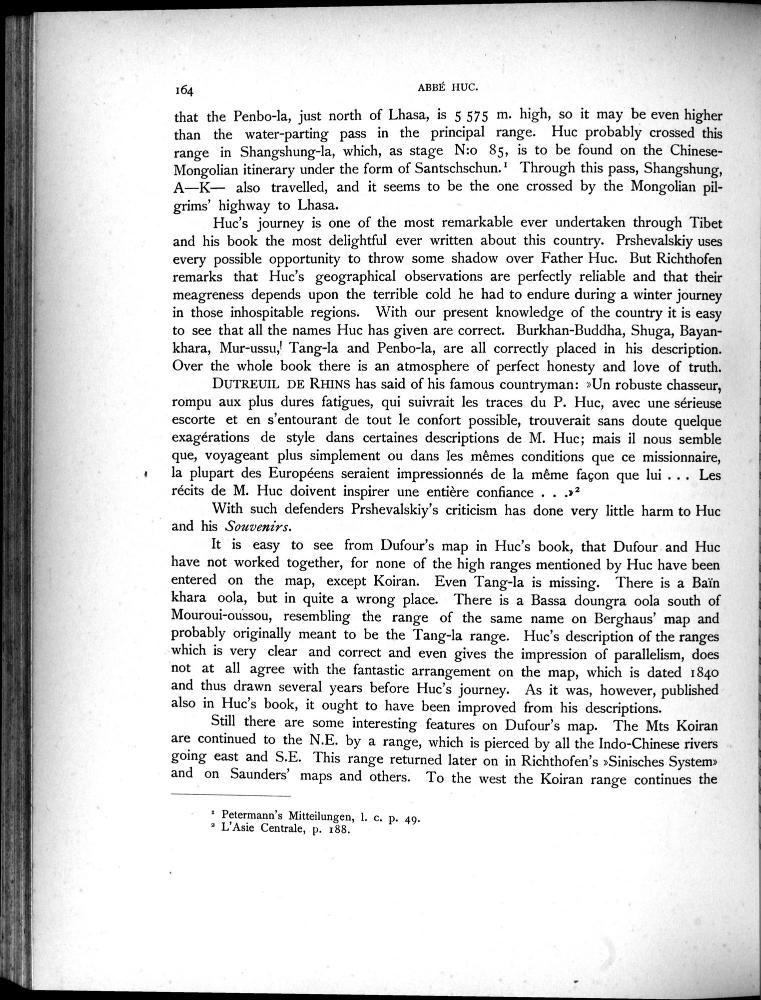 164
ABBÉ HUC.
that the Penbo-la, just north of Lhasa, is 5 575 m. high, so it may be even higher
than the water-parting pass in the principal range. Huc probably crossed this
range in Shangshung-la, which, as stage N:o 85, is to be found on the Chinese-
Mongolian itinerary under the form of Santschschun.¹ Through this pass, Shangshung,
A—K— also travelled, and it seems to be the one crossed by the Mongolian pil-
grims' highway to Lhasa.
Huc's journey is one of the most remarkable ever undertaken through Tibet
and his book the most delightful ever written about this country. Prshevalskiy uses
every possible opportunity to throw some shadow over Father Huc. But Richthofen
remarks that Huc's geographical observations are perfectly reliable and that their
meagreness depends upon the terrible cold he had to endure during a winter journey
in those inhospitable regions. With our present knowledge of the country it is easy
to see that all the names Huc has given are correct. Burkhan-Buddha, Shuga, Bayan-
khara, Mur-ussu, Tang-la and Penbo-la, are all correctly placed in his description.
Over the whole book there is an atmosphere of perfect honesty and love of truth.
DUTREUIL DE RHINS has said of his famous countryman: »Un robuste chasseur,
rompu aux plus dures fatigues, qui suivrait les traces du P. Huc, avec une sérieuse
escorte et en s'entourant de tout le confort possible, trouverait sans doute quelque
exagérations de style dans certaines descriptions de M. Huc; mais il nous semble
que, voyageant plus simplement ou dans les mêmes conditions que ce missionnaire,
la plupart des Européens seraient impressionnés de la même façon que lui . . . Les
récits de M. Huc doivent inspirer une entière confiance . . .»²
With such defenders Prshevalskiy's criticism has done very little harm to Huc
and his Souvenirs.
It is easy to see from Dufour's map in Huc's book, that Dufour and Huc
have not worked together, for none of the high ranges mentioned by Huc have been
entered on the map, except Koiran. Even Tang-la is missing. There is a Baïn
khara oola, but in quite a wrong place. There is a Bassa doungra oola south of
Mouroui-oussou, resembling the range of the same name on Berghaus' map and
probably originally meant to be the Tang-la range. Huc's description of the ranges
which is very clear and correct and even gives the impression of parallelism, does
not at all agree with the fantastic arrangement on the map, which is dated 1840
and thus drawn several years before Huc's journey. As it was, however, published
also in Huc's book, it ought to have been improved from his descriptions.
Still there are some interesting features on Dufour's map. The Mts Koiran
are continued to the N.E. by a range, which is pierced by all the Indo-Chinese rivers
going east and S.E. This range returned later on in Richthofen's »Sinisches System»
and on Saunders' maps and others. To the west the Koiran range continues the
¹ Petermann's Mitteilungen, l. c. p. 49.
² L'Asie Centrale, p. 188.